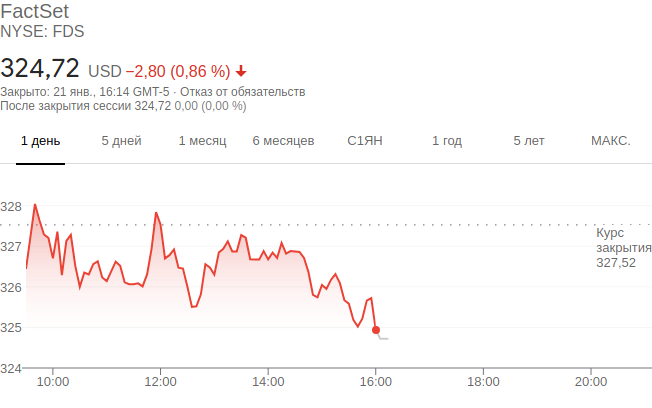 FactSet
NYSE: FDS
324,72 USD −2,80 (0,86 %)
Закрыто: 21 янв., 16:14 GMT-5 · Отказ от обязательств
После закрытия сессии 324,72 0,00 (0,00 %)
1 день 5 дней 1 месяц 6 месяцев С1ЯН 1 год 5 лет МАКС.
328
Курс
327
закрытия
327,52
326
325
324
10:00 12:00 14:00 16:00 18:00 20:00